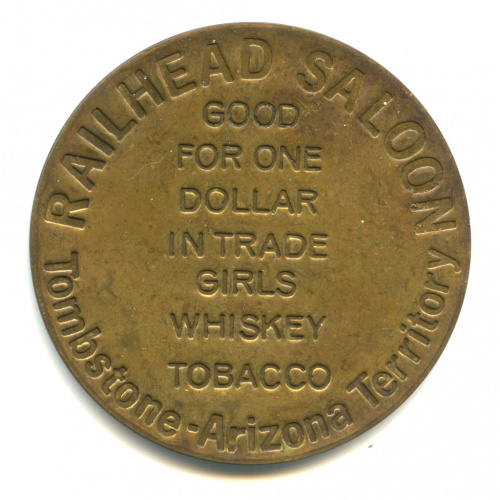 RAILHEAD SALOON
GOOD
FOR ONE
DOLLAR
IN TRADE
GIRLS
WHISKEY
TOBACCO
Tombstone-Arizona Territory